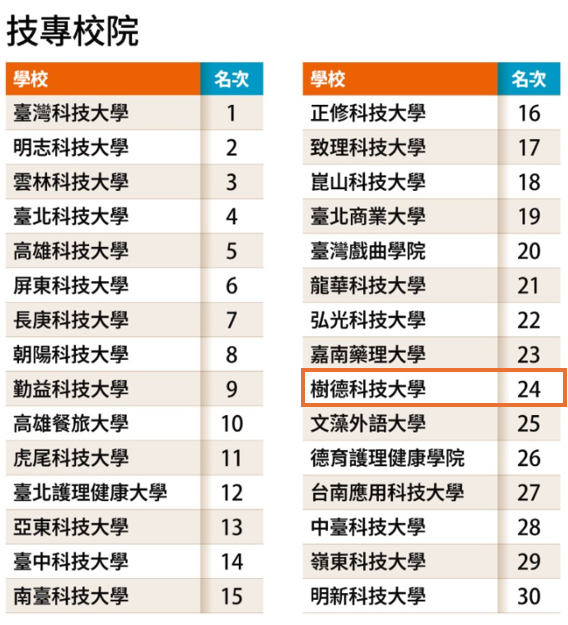 技專校院
學校 名次
臺灣科技大學 1
明志科技大學 2
雲林科技大學 3
臺北科技大學 4
高雄科技大學 5
屏東科技大學 6
長庚科技大學 7
朝陽科技大學 8
勤益科技大學 9
高雄餐旅大學 10
虎尾科技大學 11
臺北護理健康大學 12
亞東科技大學 13
臺中科技大學 14
南臺科技大學 15
學校 名次
正修科技大學 16
致理科技大學 17
崑山科技大學 18
臺北商業大學 19
臺灣戲曲學院 20
龍華科技大學 21
弘光科技大學 22
嘉南藥理大學 23
樹德科技大學 24
文藻外語大學 25
德育護理健康學院 26
台南應用科技大學 27
中臺科技大學 28
嶺東科技大學 29
明新科技大學 30